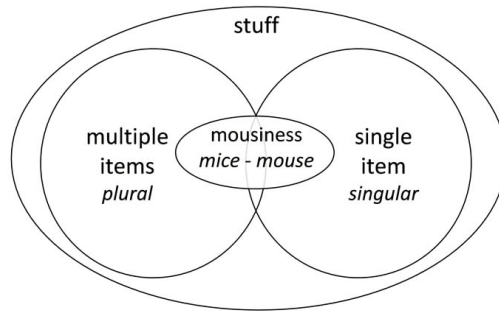 stuff
multiple
items
plural
mousiness
mice - mouse
single
item
singular